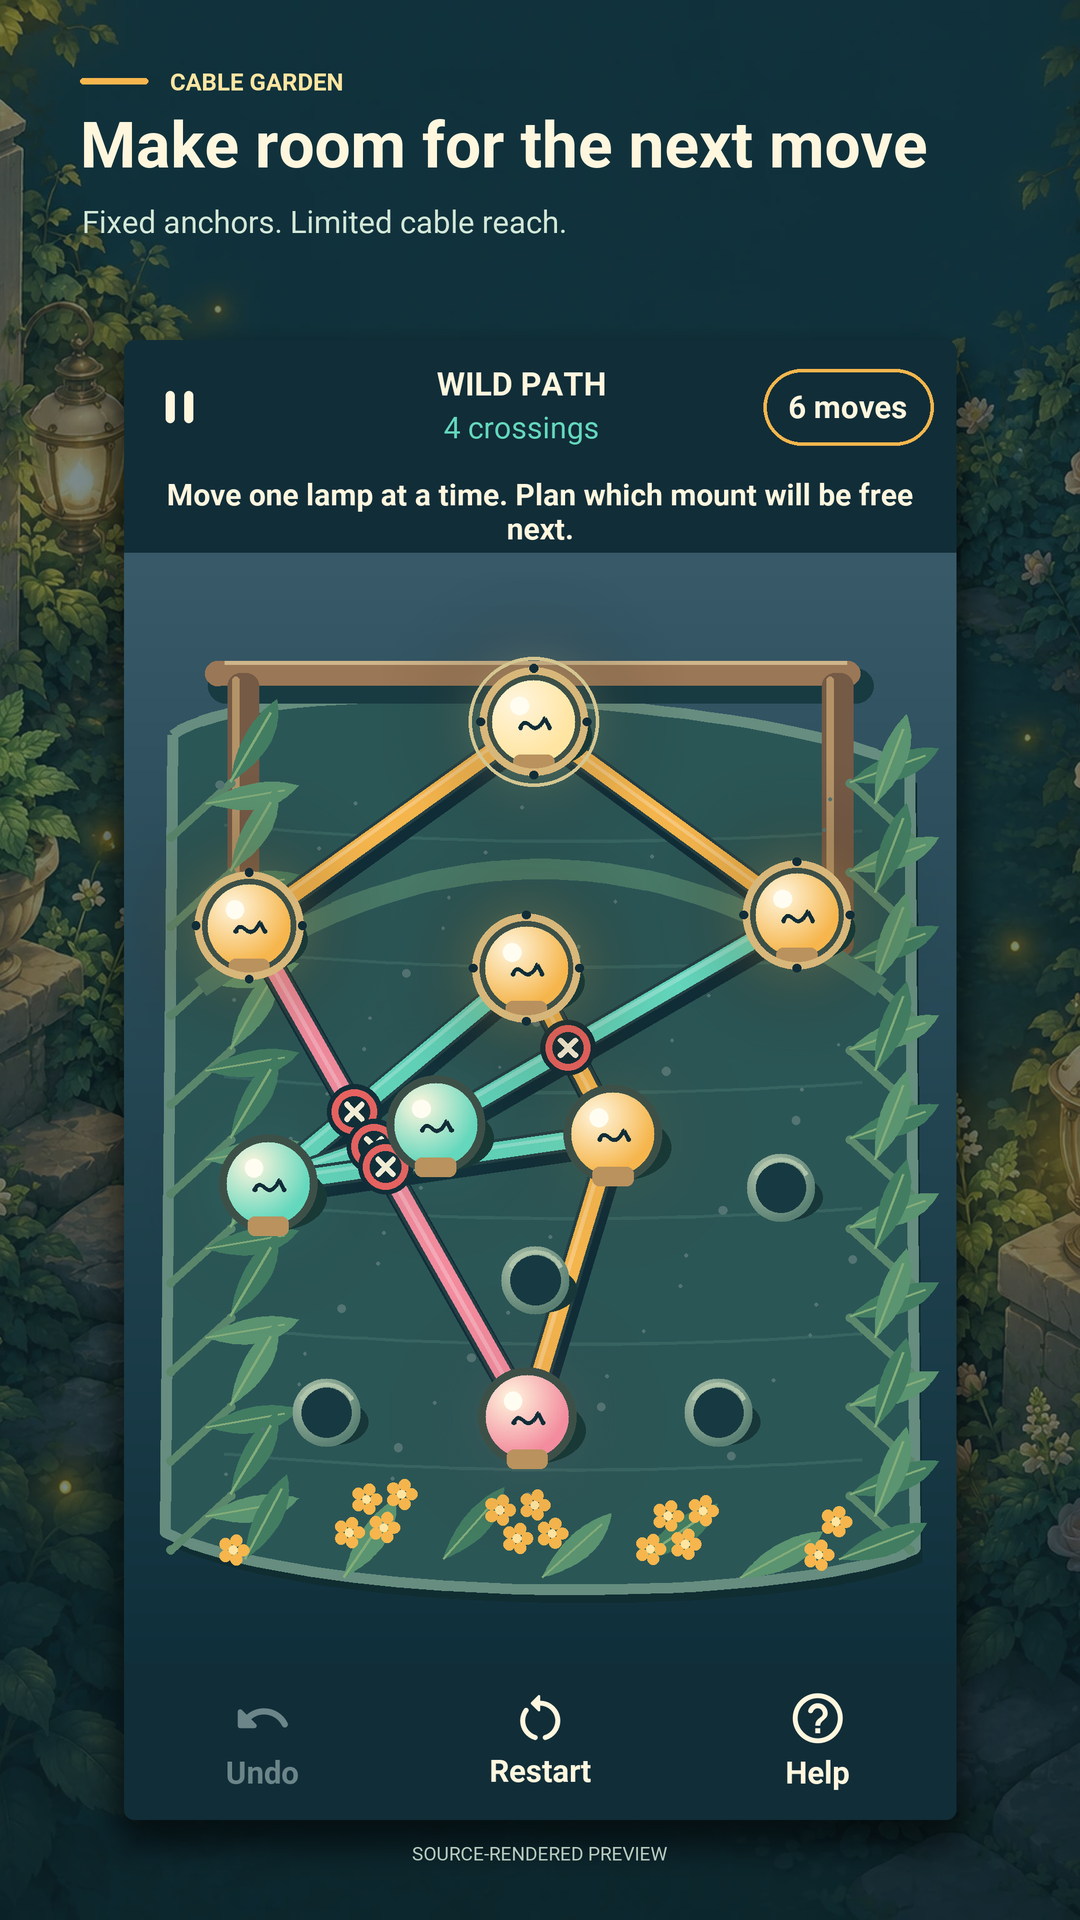 CABLE GARDEN
Make room for the next move
Fixed anchors. Limited cable reach.
WILD PATH
4 crossings
6 moves
Move one lamp at a time. Plan which mount will be free
next.
Undo
Restart
Help
SOURCE-RENDERED PREVIEW